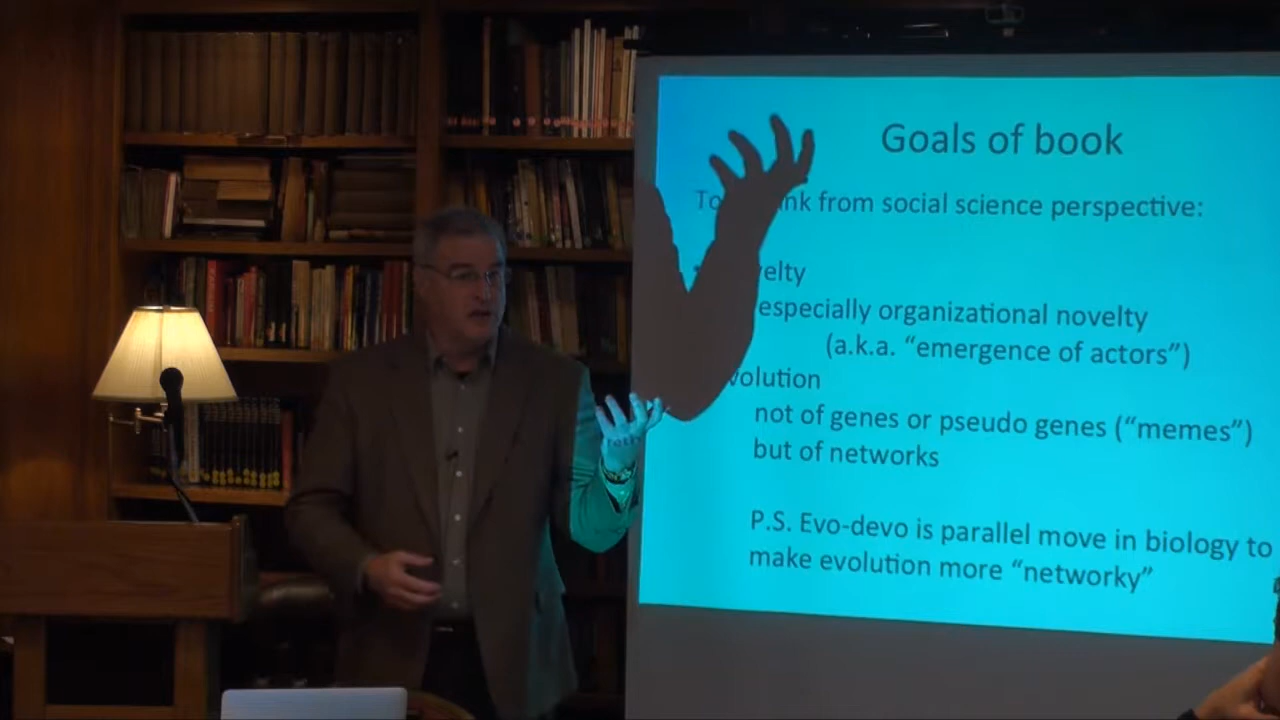 Goals of book
To nk from social science perspective:
velty
especially organizational novelty
(a.k.a. “emergence of actors”)
volution
not of genes or pseudo genes (“memes”)
but of networks
P.S. Evo-devo is parallel move in biology to
make evolution more “networky”